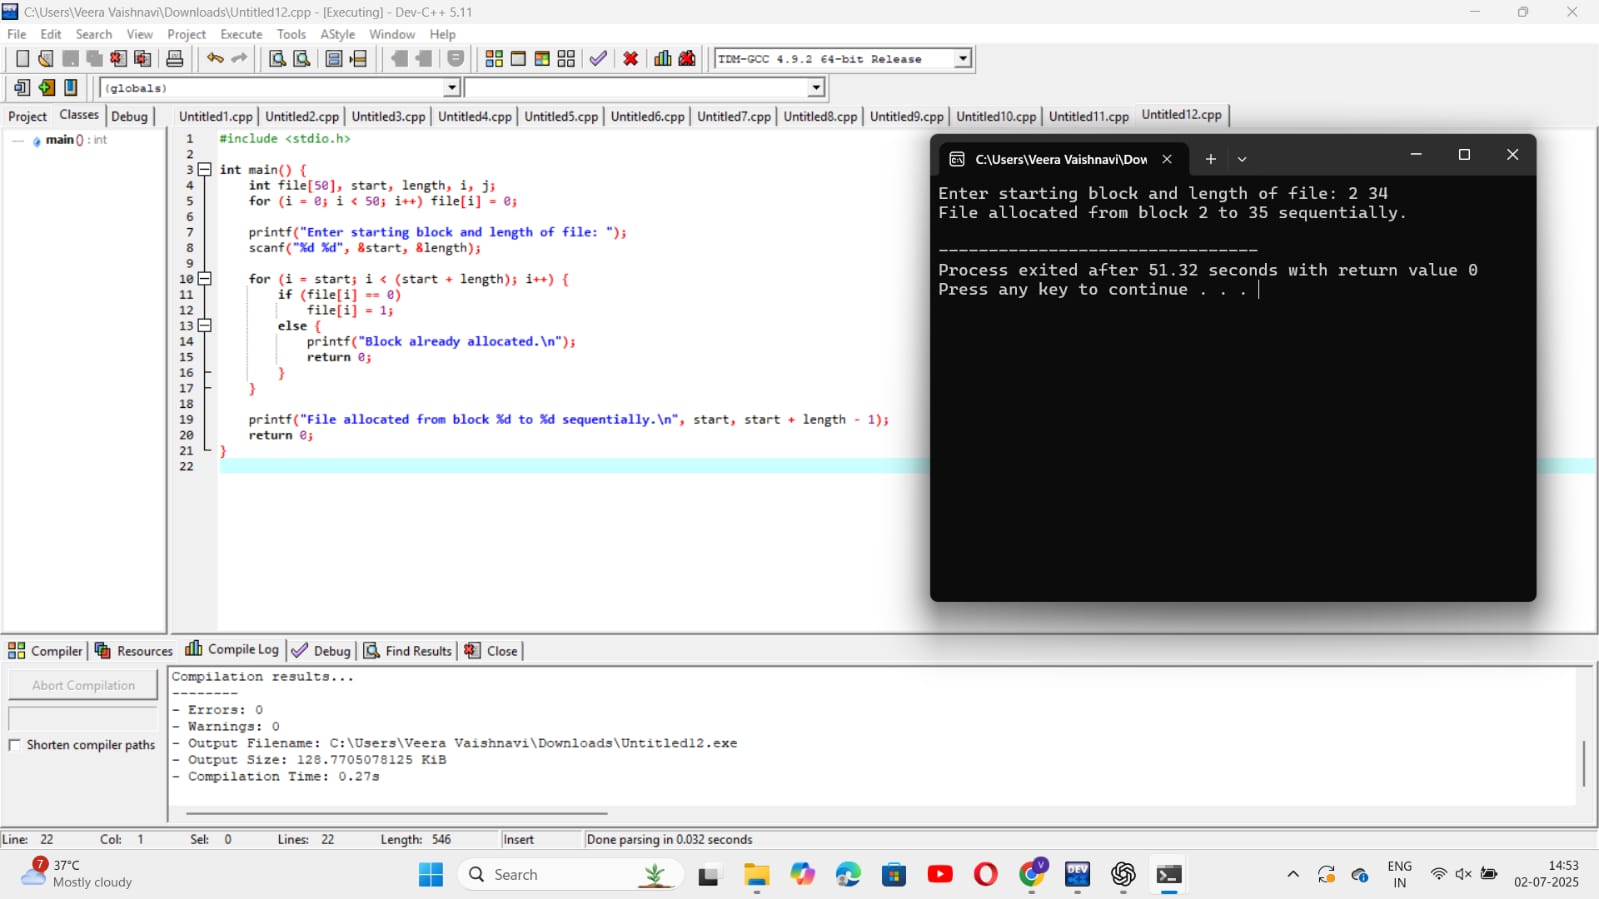 C:\Users\Veera Vaishnavi\Downloads\Untitled12.cpp - [Executing] - Dev-C++ 5.11
File Edit Search View Project Execute Tools AStyle Window Help
TDM-GCC 4.9.2 64-bit Release
(globals)
Project Classes Debug
Untitled1.cpp Untitled2.cpp Untitled3.cpp Untitled4.cpp Untitled5.cpp Untitled6.cpp Untitled7.cpp Untitled8.cpp Untitled9.cpp Untitled10.cpp Untitled11.cpp Untitled12.cpp
main () : int
1 #include <stdio.h>
2
3 int main() {
4 int file[50], start, length, i, j;
5 for (i = 0; i < 50; i++) file[i] = 0;
6
7 printf("Enter starting block and length of file: ");
8 scanf("%d %d", &start, &length);
9
10 for (i = start; i < (start + length); i++) {
11 if (file[i] == 0)
12 file[i] = 1;
13 else {
14 printf("Block already allocated.\n");
15 return 0;
16 }
17 }
18
19 printf("File allocated from block %d to %d sequentially.\n", start, start + length - 1);
20 return 0;
21 }
22
C:\Users\Veera Vaishnavi\Dow
Enter starting block and length of file: 2 34
File allocated from block 2 to 35 sequentially.
--------------------------------
Process exited after 51.32 seconds with return value 0
Press any key to continue . . .
Compiler Resources Compile Log Debug Find Results Close
Abort Compilation
Shorten compiler paths
Compilation results...
--------
- Errors: 0
- Warnings: 0
- Output Filename: C:\Users\Veera Vaishnavi\Downloads\Untitled12.exe
- Output Size: 128.7705078125 KiB
- Compilation Time: 0.27s
Line: 22 Col: 1 Sel: 0 Lines: 22 Length: 546 Insert Done parsing in 0.032 seconds
7
37°C
Mostly cloudy
Search
V
DEV
ENG
IN
14:53
02-07-2025